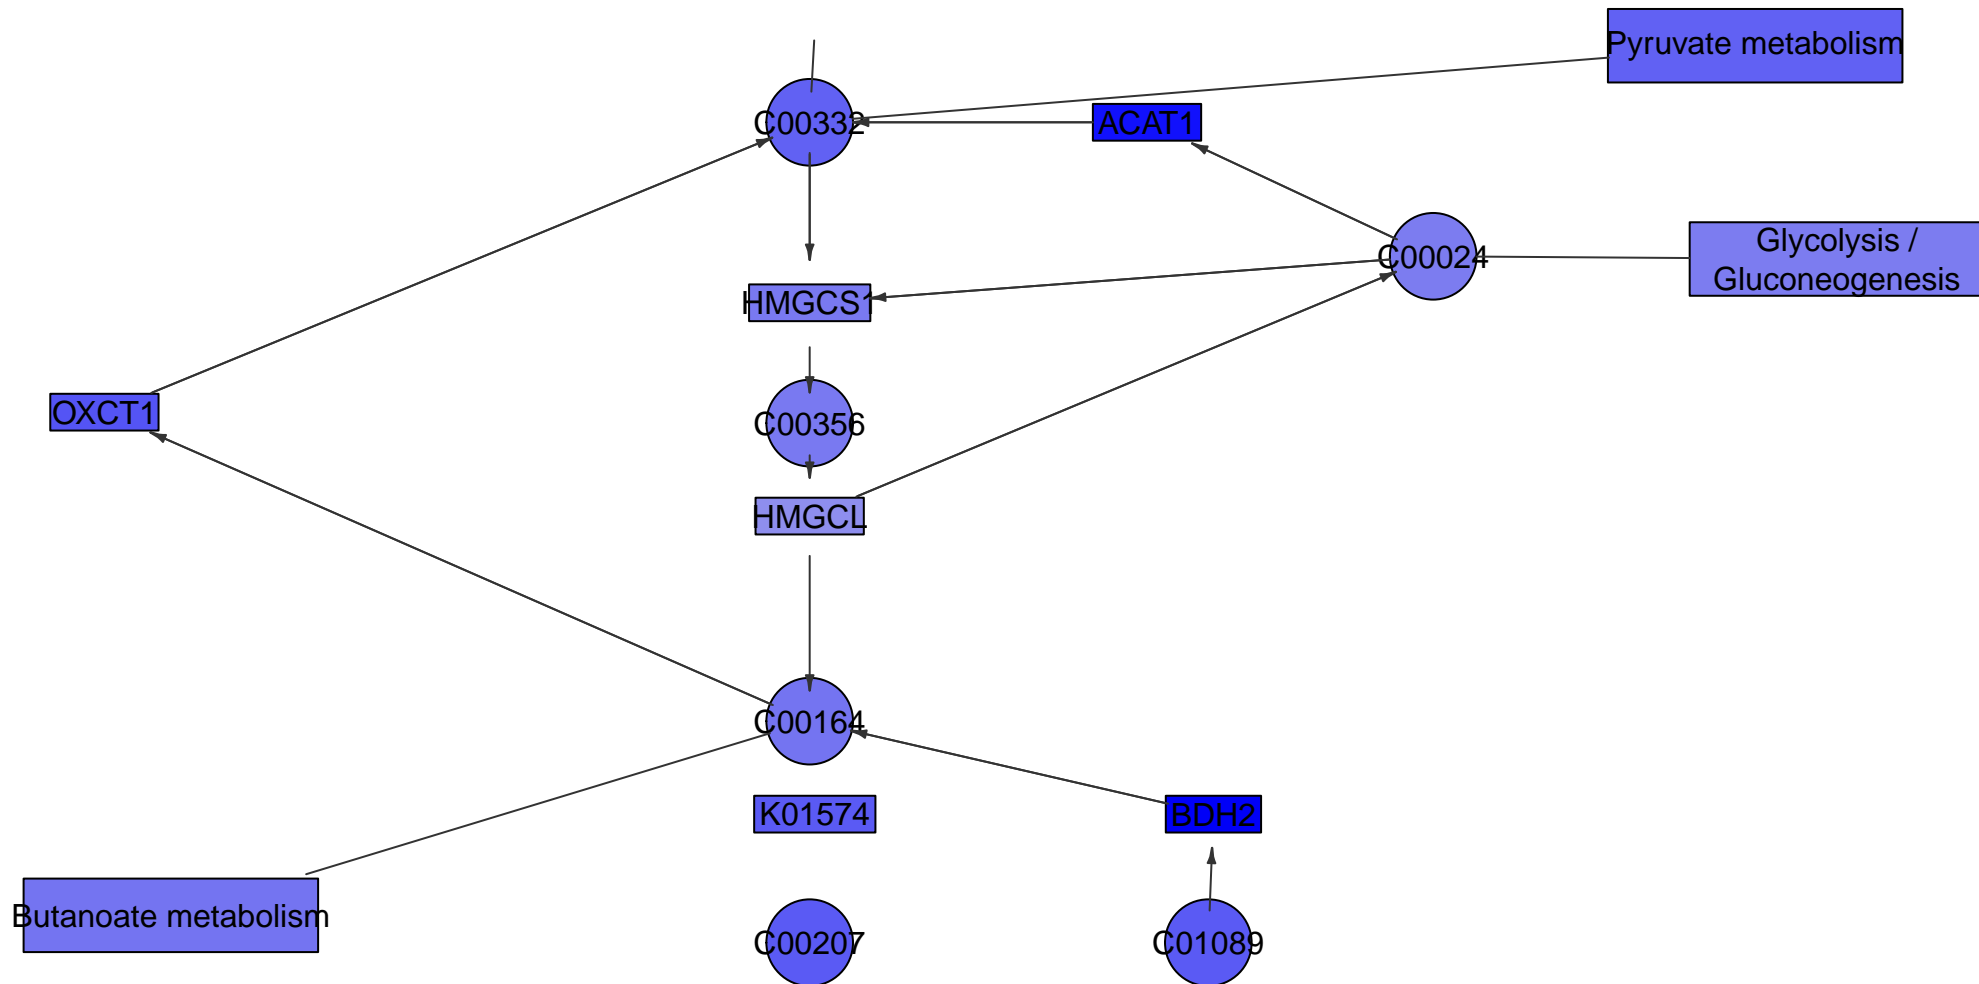 Pyruvate metabolism
C00332
ACAT1
C00024
Glycolysis /
Gluconeogenesis
HMGCS1
OXCT1
C00356
HMGCL
C00164
K01574
BDH2
Butanoate metabolism
C00207
C01089